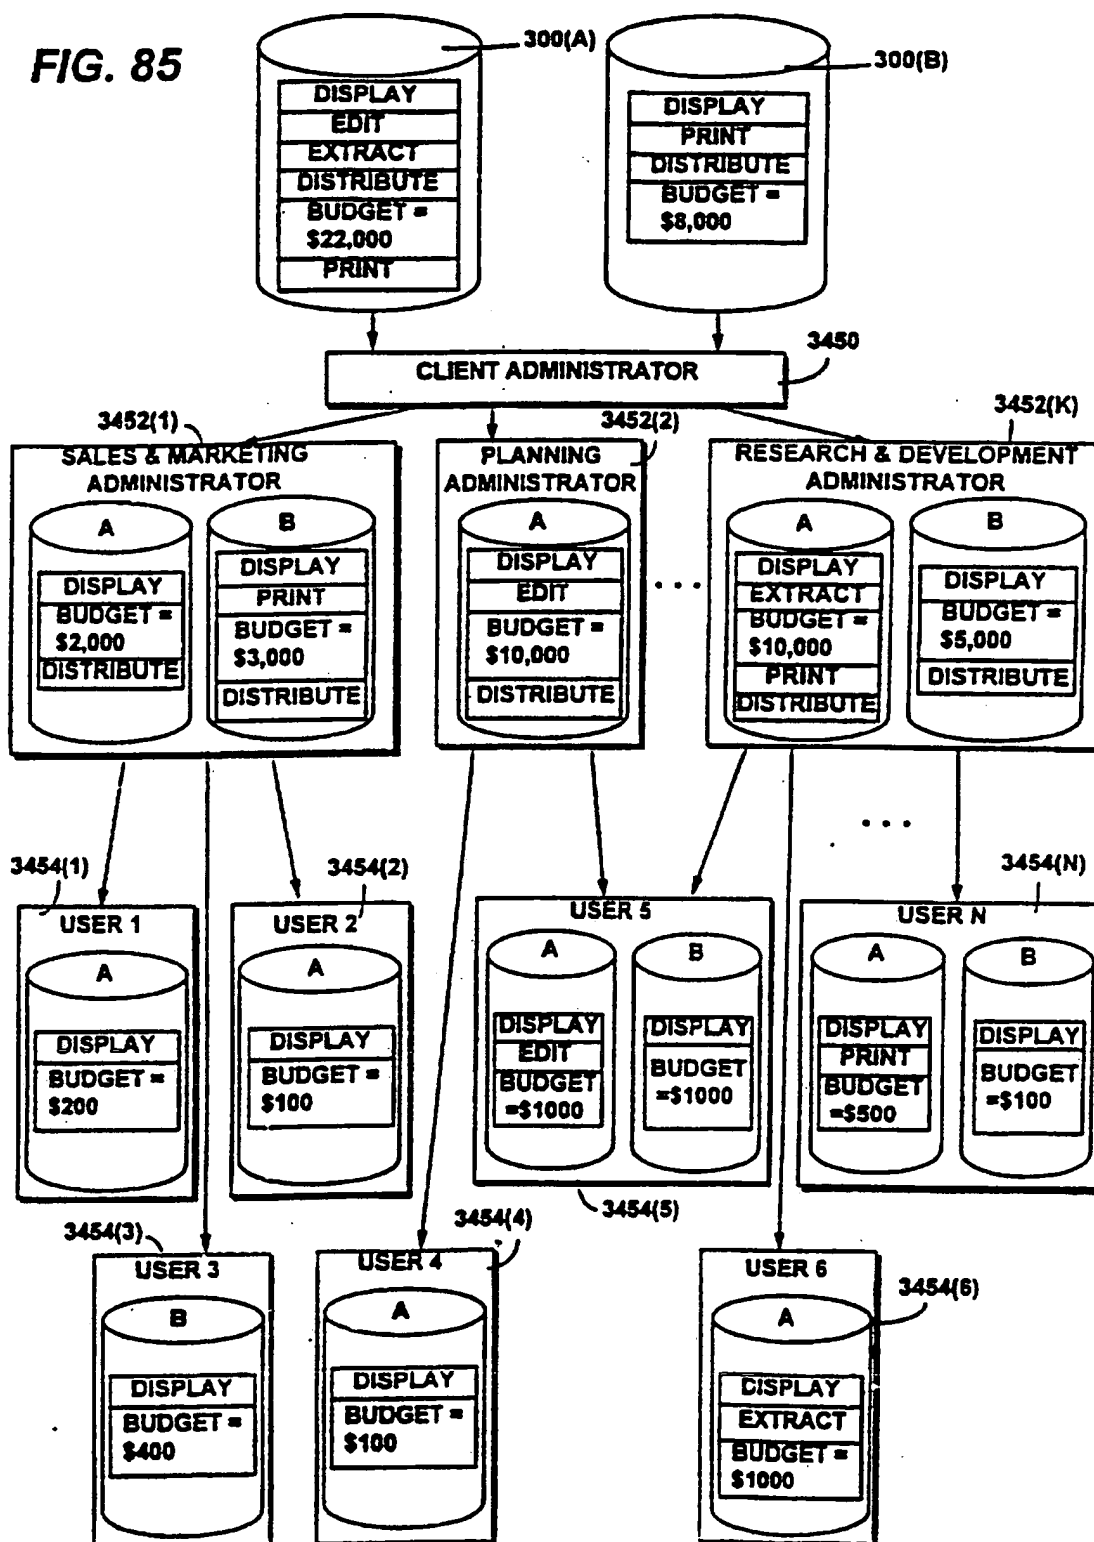 FIG. 85
300(A)
DISPLAY
EDIT
EXTRACT
DISTRIBUTE
BUDGET =
$22,000
PRINT
300(B)
DISPLAY
PRINT
DISTRIBUTE
BUDGET =
$8,000
3450
CLIENT ADMINISTRATOR
3452(1)
SALES & MARKETING
ADMINISTRATOR
A
DISPLAY
BUDGET =
$2,000
DISTRIBUTE
B
DISPLAY
PRINT
BUDGET =
$3,000
DISTRIBUTE
3452(2)
PLANNING
ADMINISTRATOR
A
DISPLAY
EDIT
BUDGET =
$10,000
DISTRIBUTE
. . .
3452(K)
RESEARCH & DEVELOPMENT
ADMINISTRATOR
A
DISPLAY
EXTRACT
BUDGET =
$10,000
PRINT
DISTRIBUTE
B
DISPLAY
BUDGET =
$5,000
DISTRIBUTE
. . .
3454(1)
USER 1
A
DISPLAY
BUDGET =
$200
3454(2)
USER 2
A
DISPLAY
BUDGET =
$100
USER 5
A
DISPLAY
EDIT
BUDGET
=$1000
B
DISPLAY
BUDGET
=$1000
3454(5)
3454(N)
USER N
A
DISPLAY
PRINT
BUDGET
=$500
B
DISPLAY
BUDGET
=$100
3454(3)
USER 3
B
DISPLAY
BUDGET =
$400
3454(4)
USER 4
A
DISPLAY
BUDGET =
$100
USER 6
3454(6)
A
DISPLAY
EXTRACT
BUDGET =
$1000